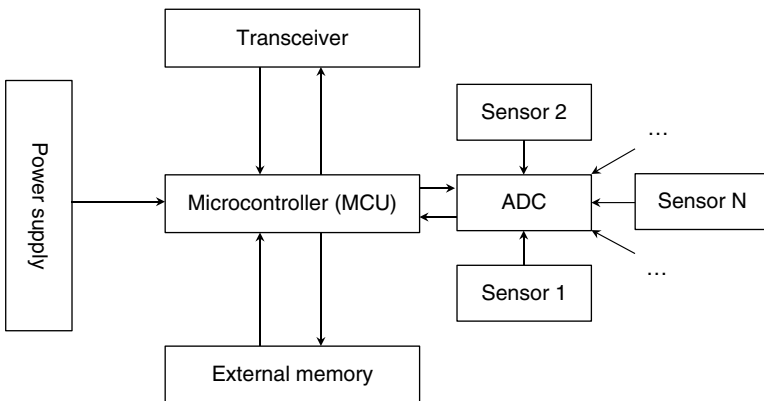 Transceiver
Power supply
Sensor 2
...
Microcontroller (MCU)
ADC
Sensor N
...
Sensor 1
External memory